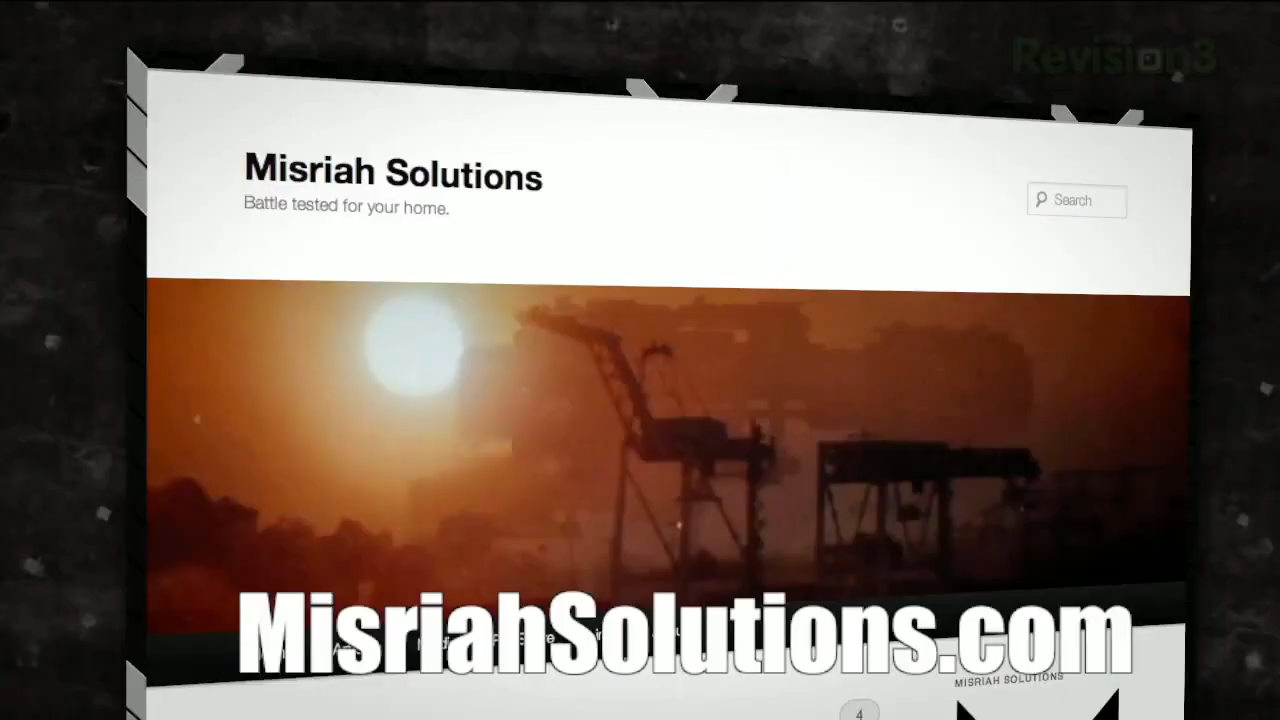 Revision3
Misriah Solutions
Battle tested for your home.
Search
MisriahSolutions.com
MISRIAH SOLUTIONS
4